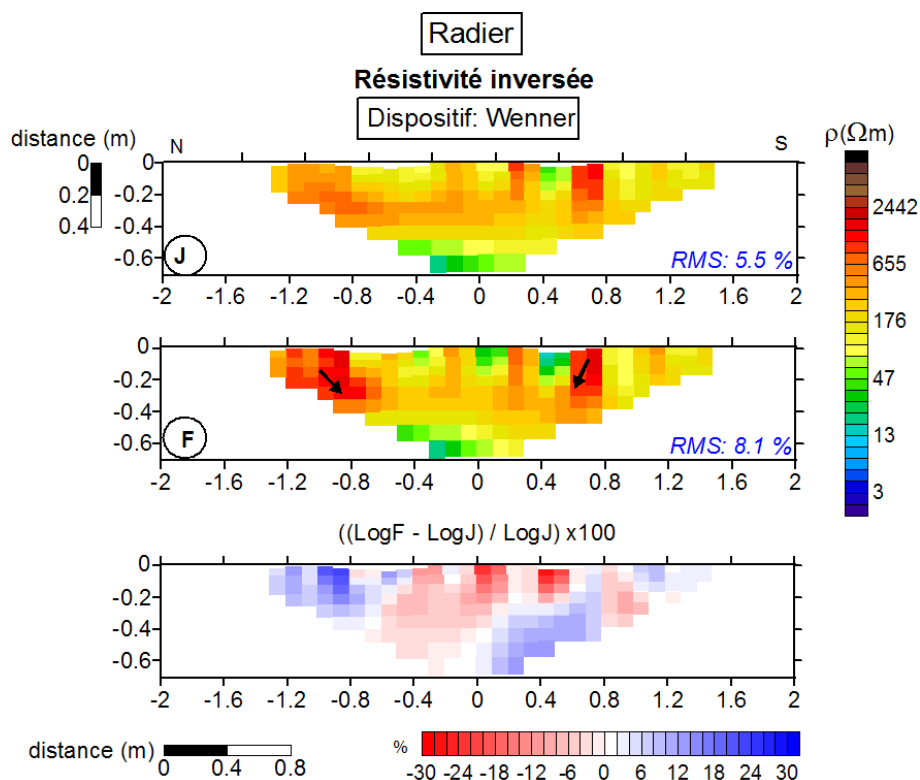 Radier
Résistivité inversée
Dispositif: Wenner
distance (m)
N
S
ρ(Ωm)
0
0.2
0.4
0
-0.2
-0.4
-0.6
J
RMS: 5.5 %
-2 -1.6 -1.2 -0.8 -0.4 0 0.4 0.8 1.2 1.6 2
2442
655
176
47
13
3
0
-0.2
-0.4
-0.6
F
RMS: 8.1 %
-2 -1.6 -1.2 -0.8 -0.4 0 0.4 0.8 1.2 1.6 2
((LogF - LogJ) / LogJ) x100
0
-0.2
-0.4
-0.6
-2 -1.6 -1.2 -0.8 -0.4 0 0.4 0.8 1.2 1.6 2
distance (m)
0 0.4 0.8
%
-30 -24 -18 -12 -6 0 6 12 18 24 30